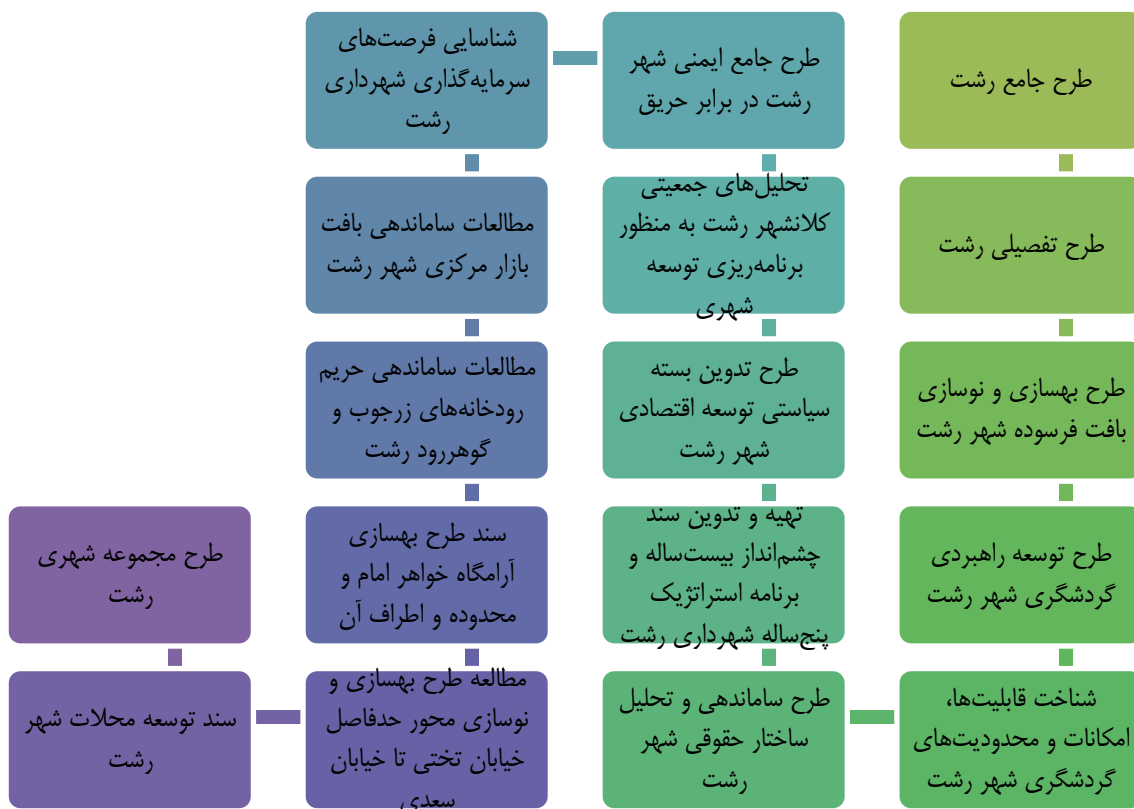 طرح جامع رشت
طرح تفصیلی رشت
طرح بهسازی و نوسازی
بافت فرسوده شهر رشت
طرح توسعه راهبردی
گردشگری شهر رشت
شناخت قابلیت‌ها،
امکانات و محدودیت‌های
گردشگری شهر رشت
طرح ساماندهی و تحلیل
ساختار حقوقی شهر
رشت
تهیه و تدوین سند
چشم‌انداز بیست‌ساله و
برنامه استراتژیک
پنج‌ساله شهرداری رشت
طرح تدوین بسته
سیاستی توسعه اقتصادی
شهر رشت
تحلیل‌های جمعیتی
کلانشهر رشت به منظور
برنامه‌ریزی توسعه
شهری
طرح جامع ایمنی شهر
رشت در برابر حریق
شناسایی فرصت‌های
سرمایه‌گذاری شهرداری
رشت
مطالعات ساماندهی بافت
بازار مرکزی شهر رشت
مطالعات ساماندهی حریم
رودخانه‌های زرجوب و
گوهررود رشت
سند طرح بهسازی
آرامگاه خواهر امام و
محدوده و اطراف آن
مطالعه طرح بهسازی و
نوسازی محور حدفاصل
خیابان تختی تا خیابان
سعدی
سند توسعه محلات شهر
رشت
طرح مجموعه شهری
رشت